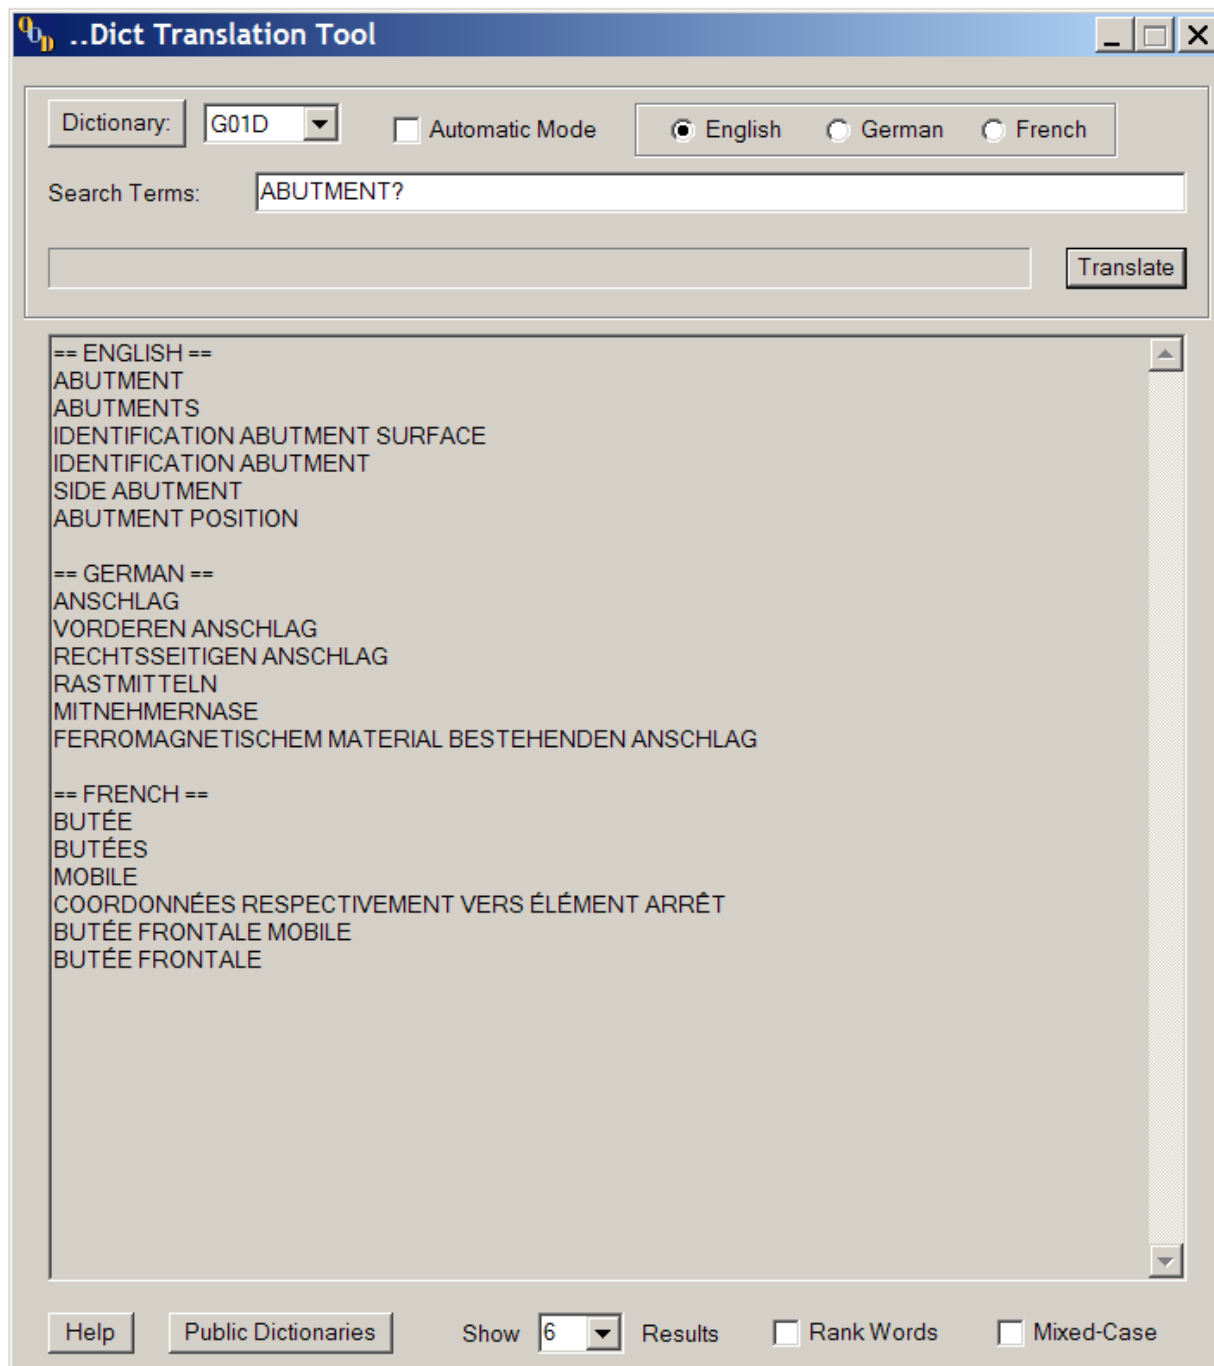 ..Dict Translation Tool
Dictionary: G01D Automatic Mode English German French
Search Terms: ABUTMENT?
Translate
== ENGLISH ==
ABUTMENT
ABUTMENTS
IDENTIFICATION ABUTMENT SURFACE
IDENTIFICATION ABUTMENT
SIDE ABUTMENT
ABUTMENT POSITION
== GERMAN ==
ANSCHLAG
VORDEREN ANSCHLAG
RECHTSSEITIGEN ANSCHLAG
RASTMITTELN
MITNEHMERNASE
FERROMAGNETISCHEM MATERIAL BESTEHENDEN ANSCHLAG
== FRENCH ==
BUTÉE
BUTÉES
MOBILE
COORDONNÉES RESPECTIVEMENT VERS ÉLÉMENT ARRÊT
BUTÉE FRONTALE MOBILE
BUTÉE FRONTALE
Help Public Dictionaries Show 6 Results Rank Words Mixed-Case